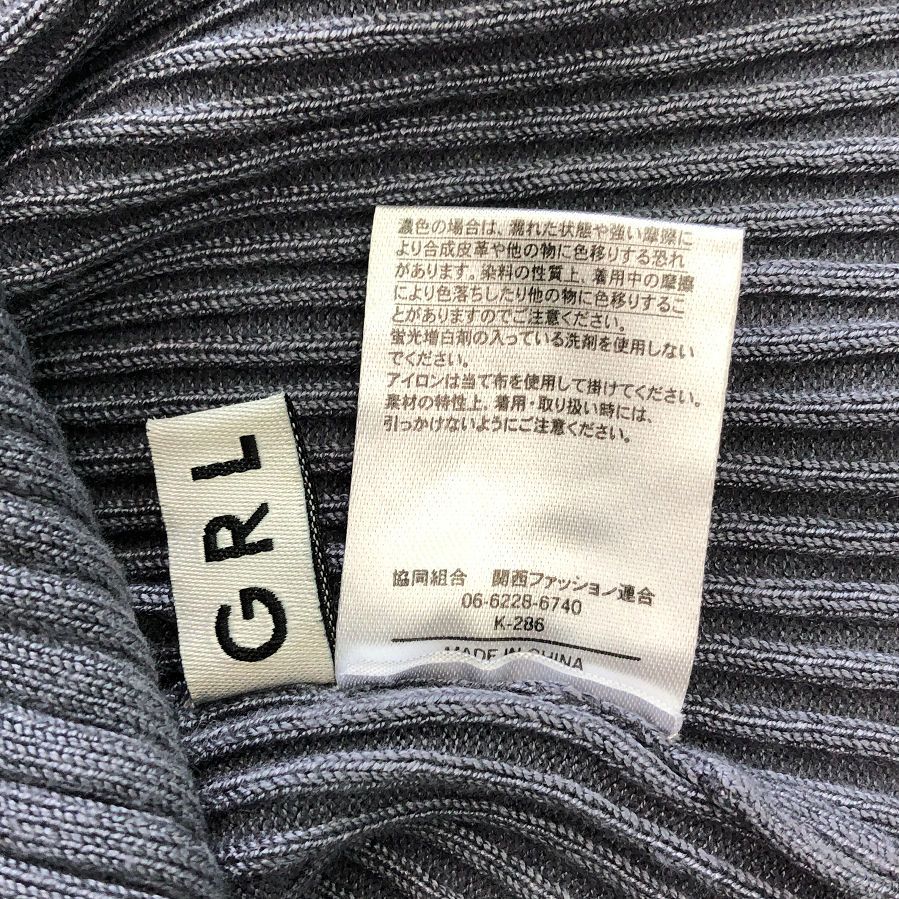 GRL
濃色の場合は、濡れた状態や強い摩擦に
より合成皮革や他の物に色移りする恐れ
があります。染料の性質上、着用中の摩擦
により色落ちしたり他の物に色移りするこ
とがありますのでご注意ください。
蛍光増白剤の入っている洗剤を使用しない
でください。
アイロンは当て布を使用して掛けてください。
素材の特性上、着用・取り扱い時には、
引っかけないようにご注意ください。
協同組合 関西ファッション連合
06-6228-6740
K-286
MADE IN CHINA